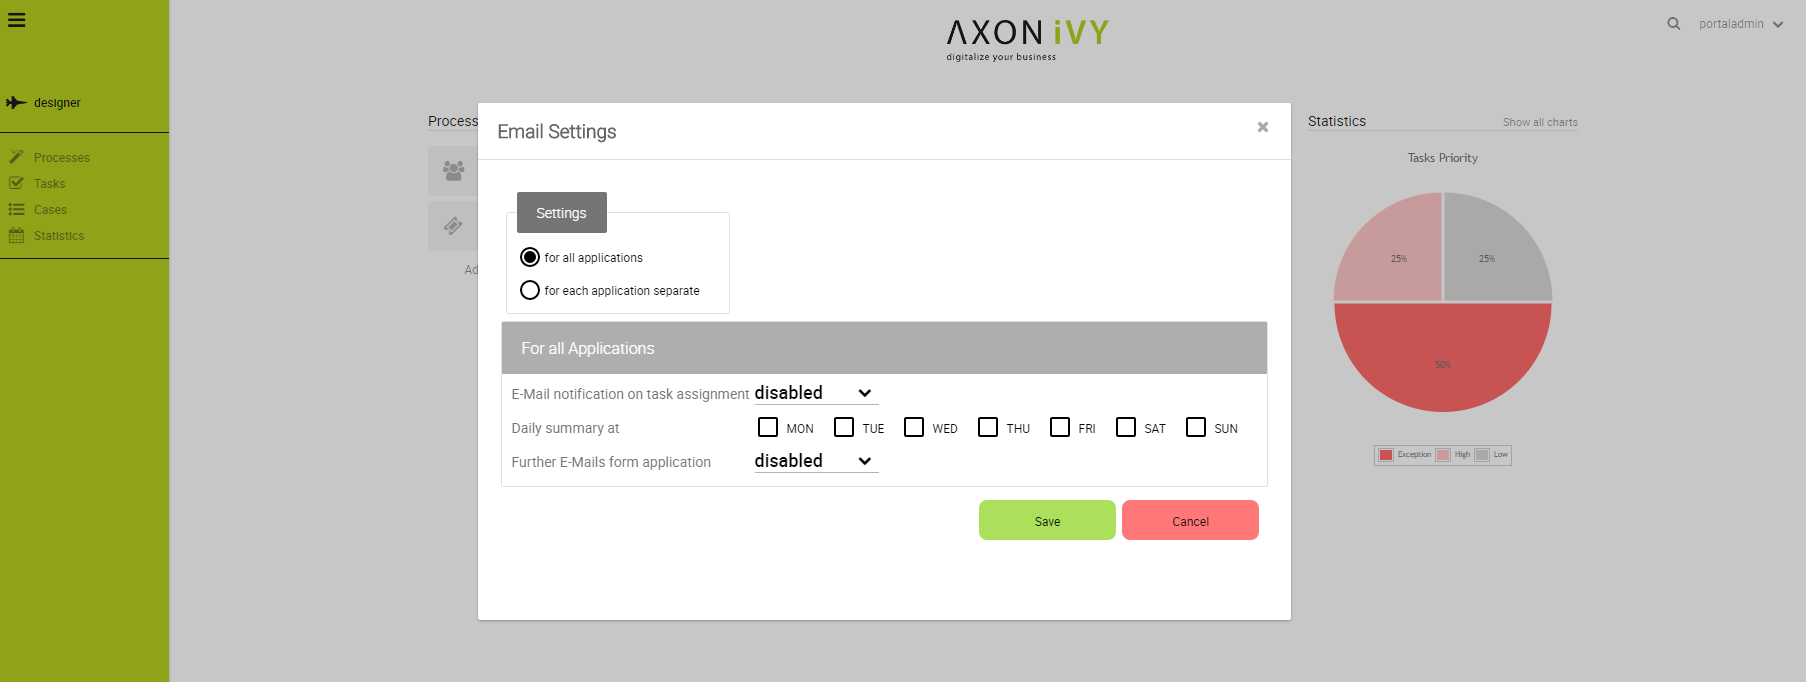 AXON iVY
digitalize your business
portaladmin
designer
Processes
Tasks
Cases
Statistics
Process
Ad
Email Settings
Settings
for all applications
for each application separate
For all Applications
E-Mail notification on task assignment disabled
Daily summary at MON TUE WED THU FRI SAT SUN
Further E-Mails form application disabled
Save Cancel
Statistics Show all charts
Tasks Priority
25% 25%
50%
Exception High Low